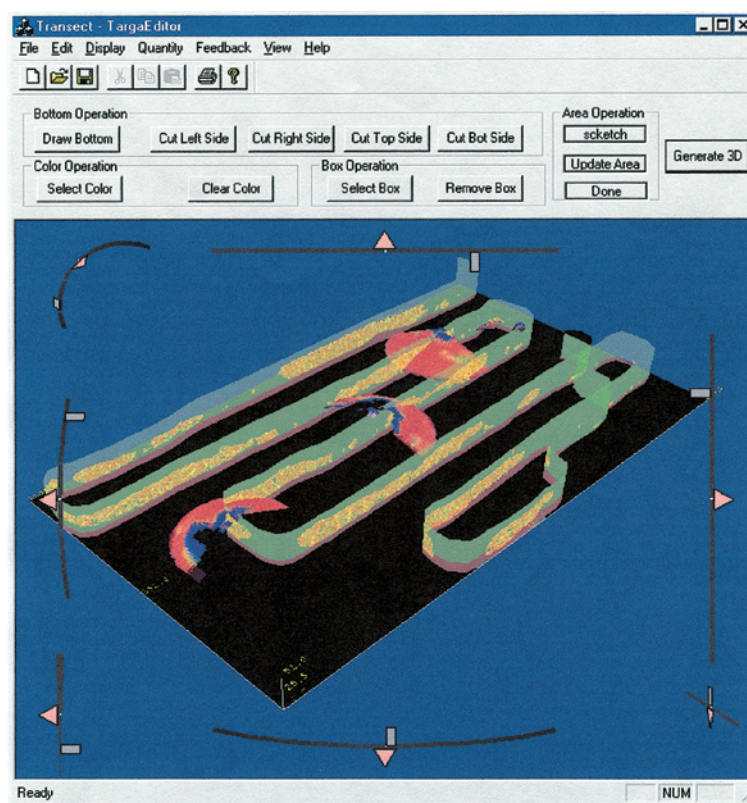 Transect - TargaEditor
File Edit Display Quantity Feedback View Help
Bottom Operation
Draw Bottom Cut Left Side Cut Right Side Cut Top Side Cut Bot Side
Color Operation
Select Color Clear Color
Box Operation
Select Box Remove Box
Area Operation
scketch
Update Area
Done
Generate 3D
Ready
NUM